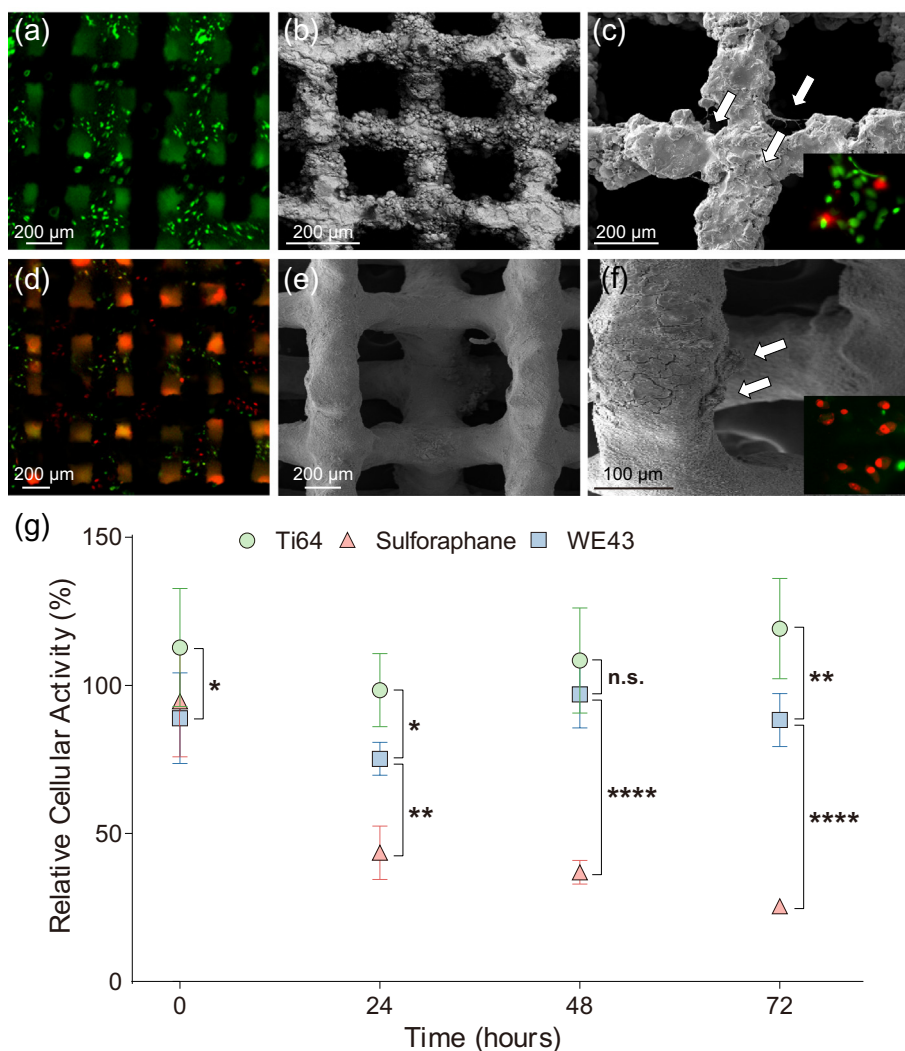 (a)
(b)
(c)
200 µm
200 µm
200 µm
(d)
(e)
(f)
200 µm
200 µm
100 µm
(g)
150
Ti64
Sulforaphane
WE43
Relative Cellular Activity (%)
100
50
0
*
*
**
n.s.
****
**
****
0
24
48
72
Time (hours)